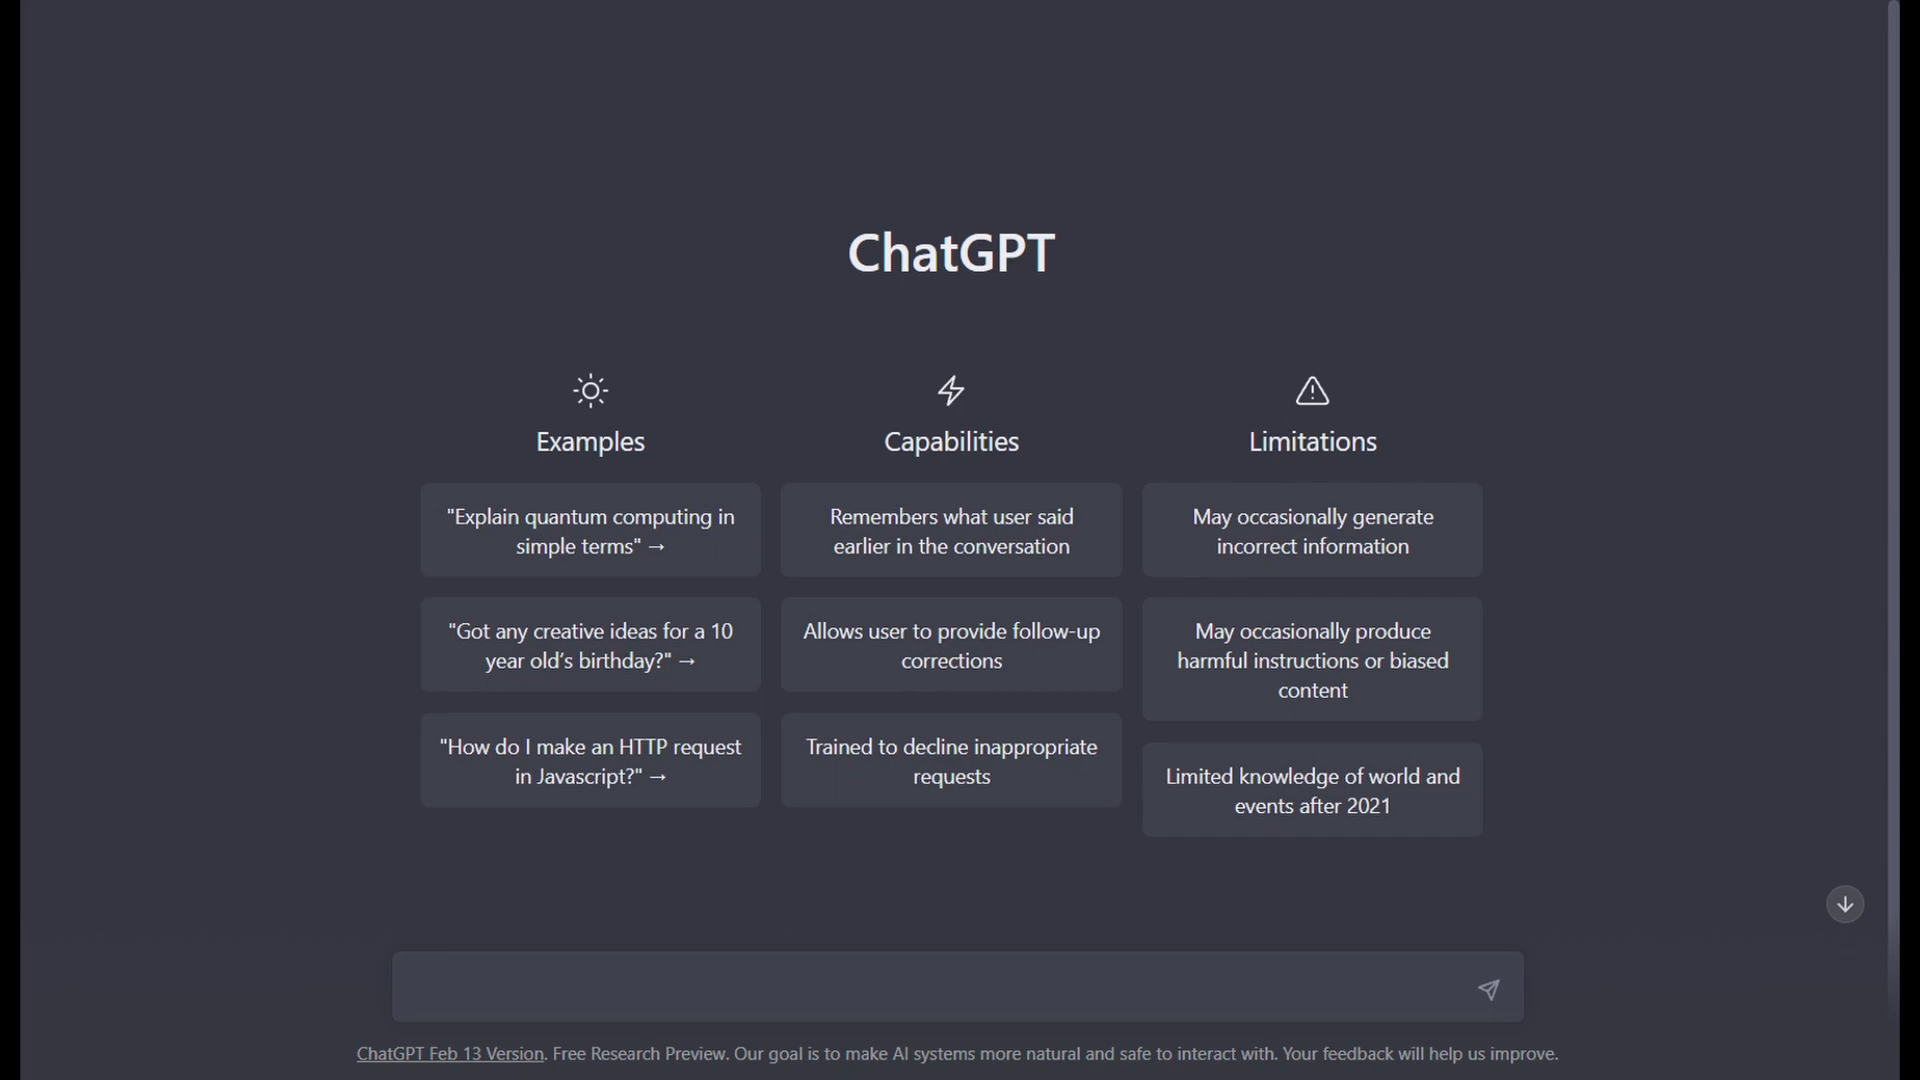 ChatGPT
Examples
"Explain quantum computing in
simple terms" →
"Got any creative ideas for a 10
year old’s birthday?" →
"How do I make an HTTP request
in Javascript?" →
Capabilities
Remembers what user said
earlier in the conversation
Allows user to provide follow-up
corrections
Trained to decline inappropriate
requests
Limitations
May occasionally generate
incorrect information
May occasionally produce
harmful instructions or biased
content
Limited knowledge of world and
events after 2021
ChatGPT Feb 13 Version. Free Research Preview. Our goal is to make AI systems more natural and safe to interact with. Your feedback will help us improve.